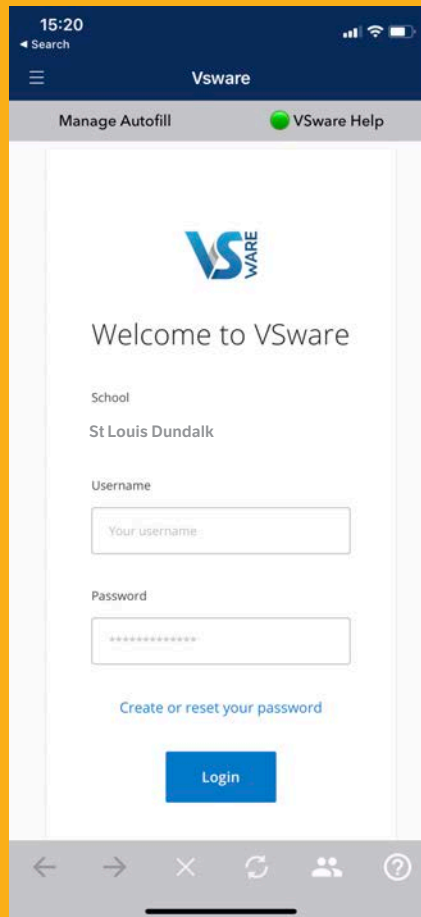 15:20
◄ Search
Vsware
Manage Autofill
VSware Help
VS WARE
Welcome to VSware
School
St Louis Dundalk
Username
Your username
Password
*************
Create or reset your password
Login
?